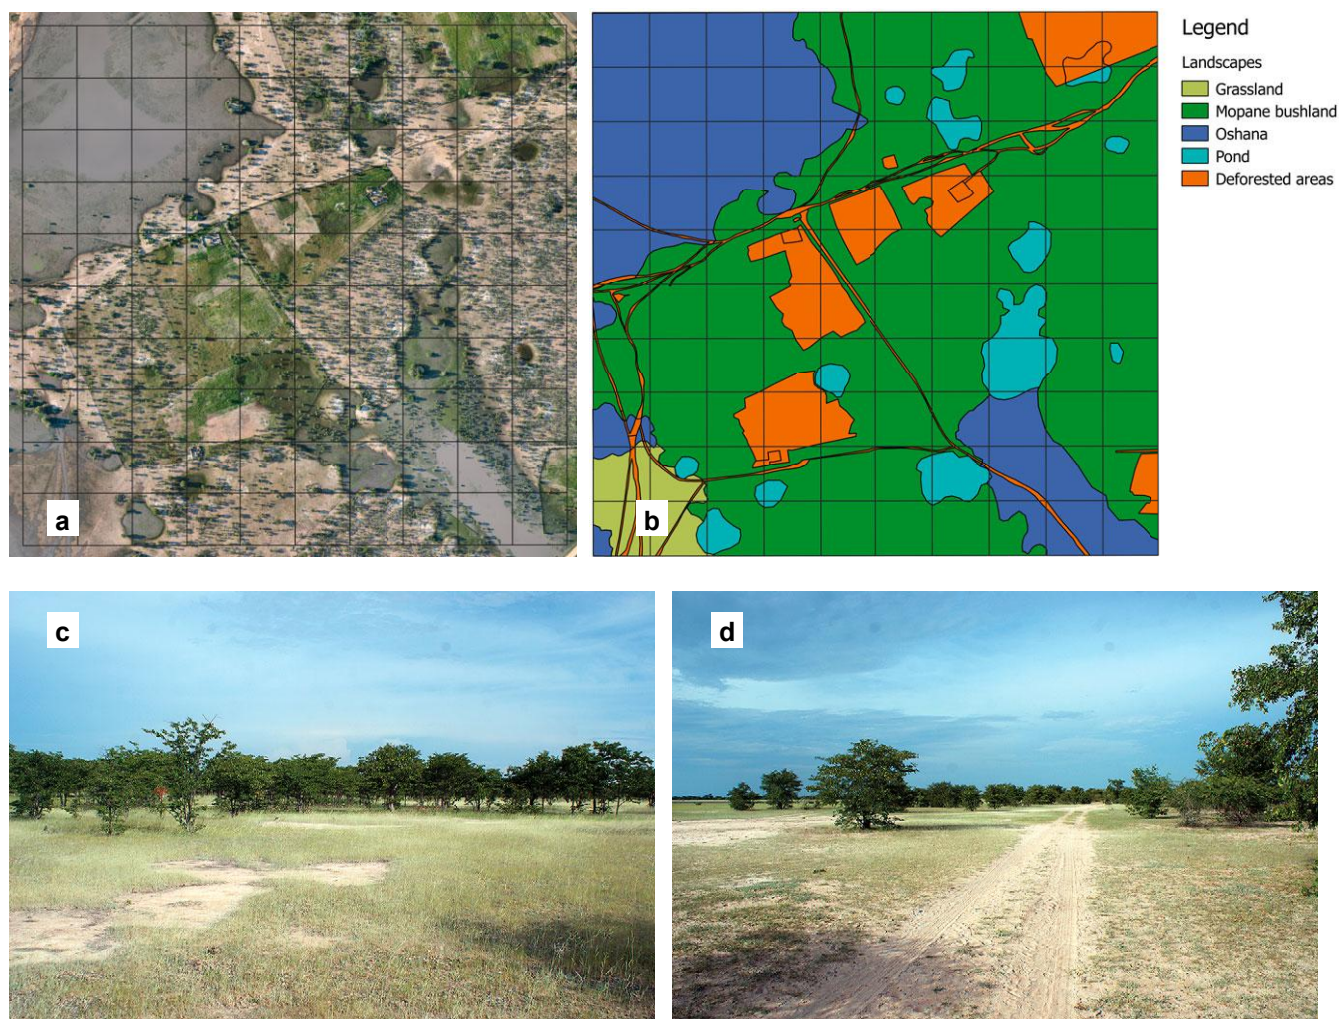 Legend
Landscapes
Grassland
Mopane bushland
Oshana
Pond
Deforested areas
a
b
c
d